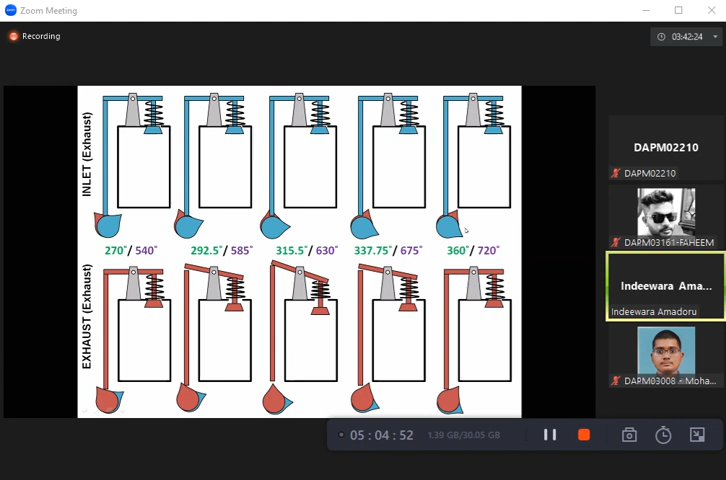 Zoom Meeting
Recording
03:42:24
INLET (Exhaust)
270°/ 540°
292.5°/ 585°
315.5°/ 630°
337.75°/ 675°
360°/ 720°
EXHAUST (Exhaust)
DAPM02210
DAPM02210
DAPM03161-FAHEEM
Indeewara Ama...
Indeewara Amadoru
DAPM03008 - Moha...
05:04:52
1.39 GB/30.05 GB